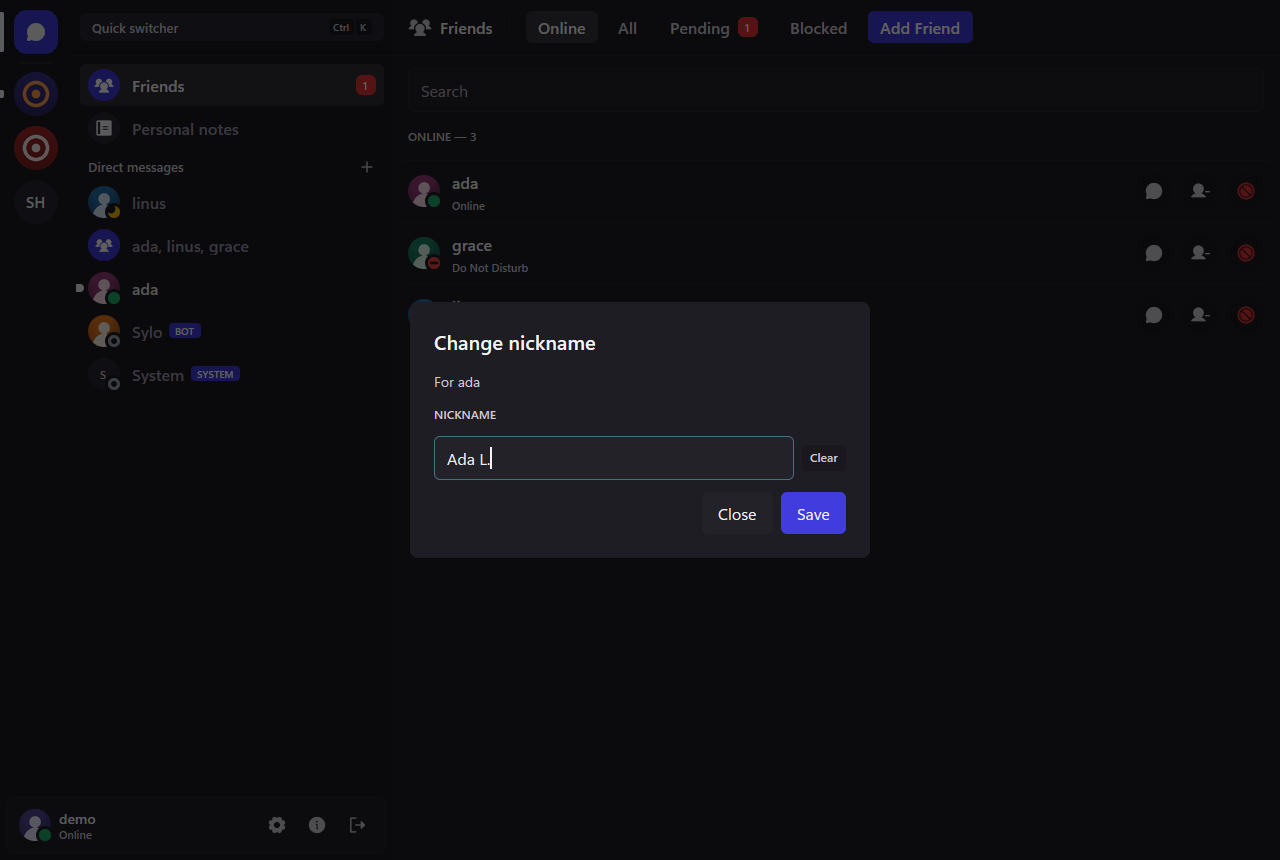 Quick switcher
Ctrl K
Friends
Online
All
Pending 1
Blocked
Add Friend
Friends 1
Personal notes
Direct messages
linus
ada, linus, grace
ada
Sylo BOT
S System SYSTEM
SH
Search
ONLINE — 3
ada
Online
grace
Do Not Disturb
Change nickname
For ada
NICKNAME
Ada L.
Clear
Close
Save
demo
Online